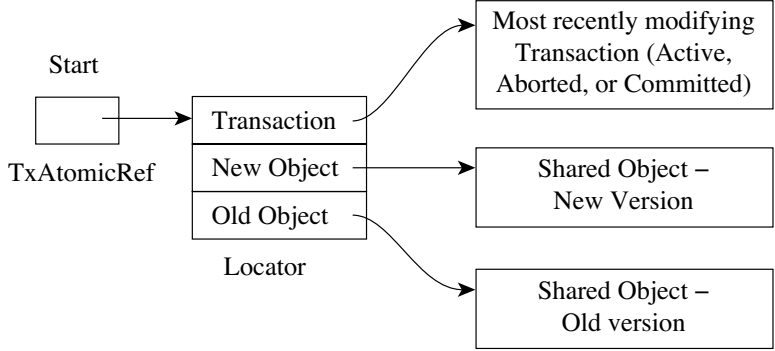 Start
TxAtomicRef
Transaction
New Object
Old Object
Locator
Most recently modifying
Transaction (Active,
Aborted, or Committed)
Shared Object –
New Version
Shared Object –
Old version